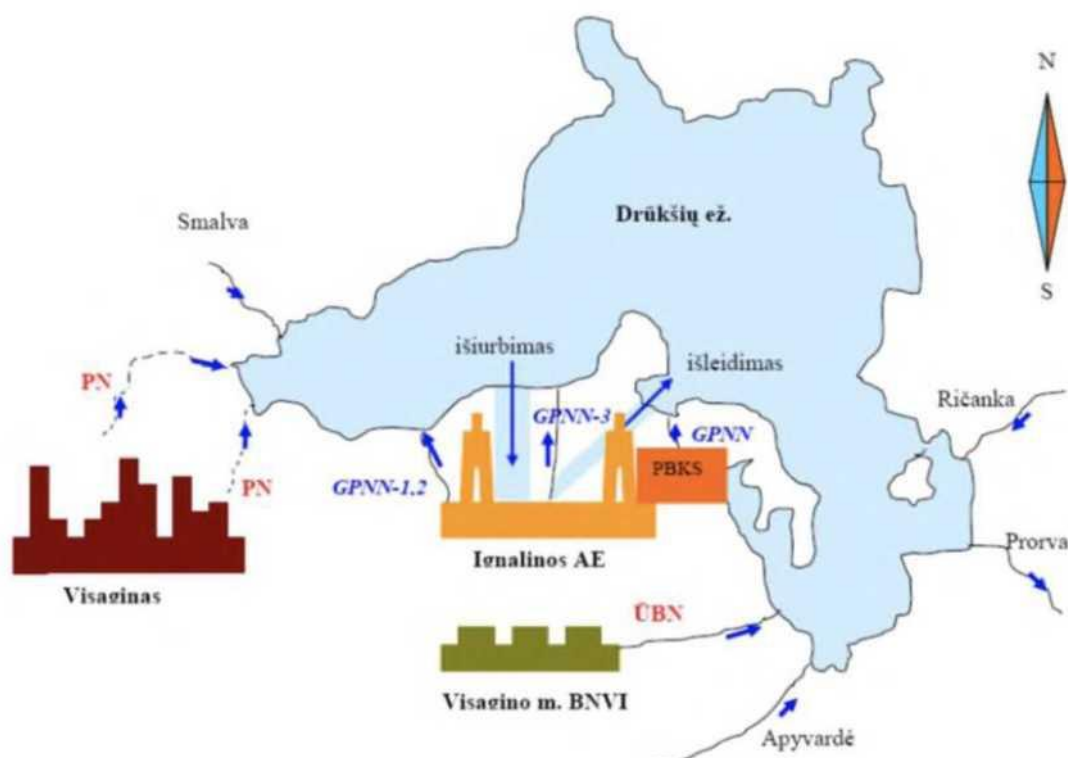 N
Drūkšių ež.
Smalva
S
išiurbimas
išleidimas
PN
Ričanka
GPNN-3
GPNN
PBKS
PN
GPNN-1,2
Prorva
Ignalinos AE
Visaginas
ŪBN
Visagino m. BNVI
Apyvardė